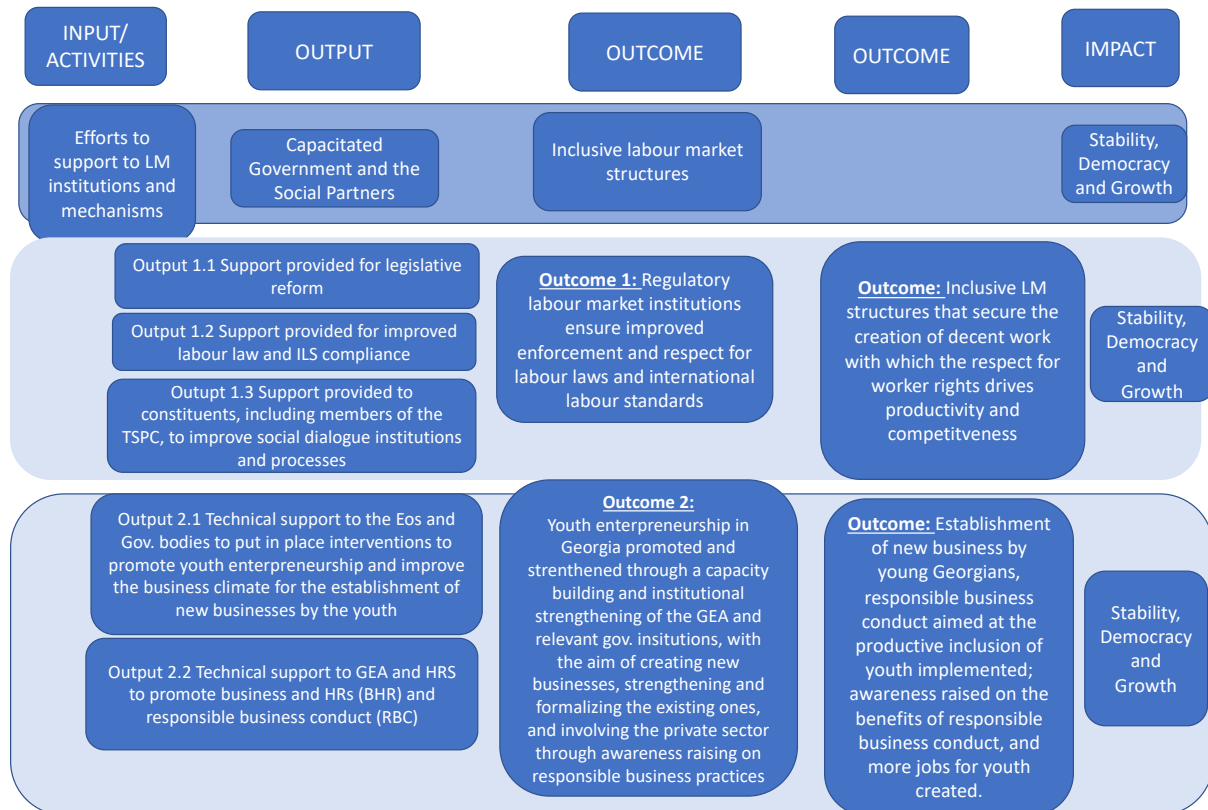 INPUT/
ACTIVITIES
OUTPUT
OUTCOME
OUTCOME
IMPACT
Efforts to
support to LM
institutions and
mechanisms
Capacitated
Government and the
Social Partners
Inclusive labour market
structures
Stability,
Democracy
and Growth
Output 1.1 Support provided for legislative
reform
Output 1.2 Support provided for improved
labour law and ILS compliance
Outtput 1.3 Support provided to
constituents, including members of the
TSPC, to improve social dialogue institutions
and processes
Outcome 1: Regulatory
labour market institutions
ensure improved
enforcement and respect for
labour laws and international
labour standards
Outcome: Inclusive LM
structures that secure the
creation of decent work
with which the respect for
worker rights drives
productivity and
competitveness
Stability,
Democracy
and
Growth
Output 2.1 Technical support to the Eos and
Gov. bodies to put in place interventions to
promote youth enterpreneurship and improve
the business climate for the establishment of
new businesses by the youth
Output 2.2 Technical support to GEA and HRS
to promote business and HRs (BHR) and
responsible business conduct (RBC)
Outcome 2:
Youth enterpreneurship in
Georgia promoted and
strenthened through a capacity
building and institutional
strengthening of the GEA and
relevant gov. insitutions, with
the aim of creating new
businesses, strengthening and
formalizing the existing ones,
and involving the private sector
through awareness raising on
responsible business practices
Outcome: Establishment
of new business by
young Georgians,
responsible business
conduct aimed at the
productive inclusion of
youth implemented;
awareness raised on the
benefits of responsible
business conduct, and
more jobs for youth
created.
Stability,
Democracy
and
Growth